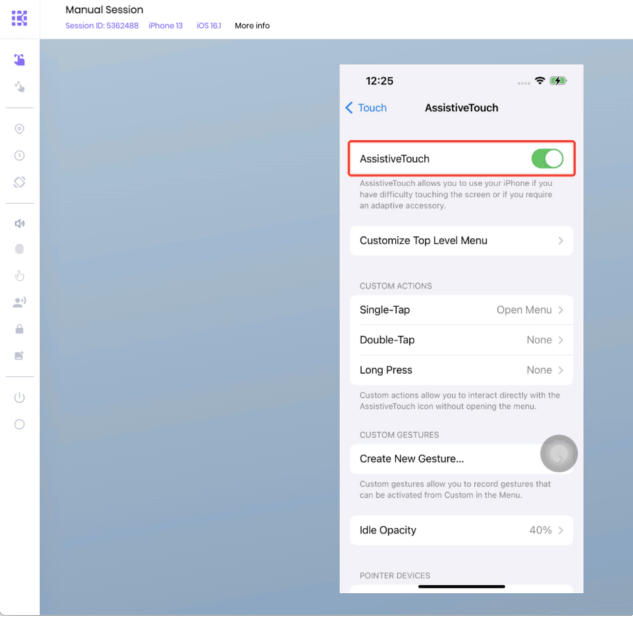 Manual Session
Session ID: 5362488 iPhone 13 iOS 16.1 More info
12:25
Touch AssistiveTouch
AssistiveTouch
AssistiveTouch allows you to use your iPhone if you
have difficulty touching the screen or if you require
an adaptive accessory.
Customize Top Level Menu
CUSTOM ACTIONS
Single-Tap Open Menu
Double-Tap None
Long Press None
Custom actions allow you to interact directly with the
AssistiveTouch icon without opening the menu.
CUSTOM GESTURES
Create New Gesture...
Custom gestures allow you to record gestures that
can be activated from Custom in the Menu.
Idle Opacity 40%
POINTER DEVICES